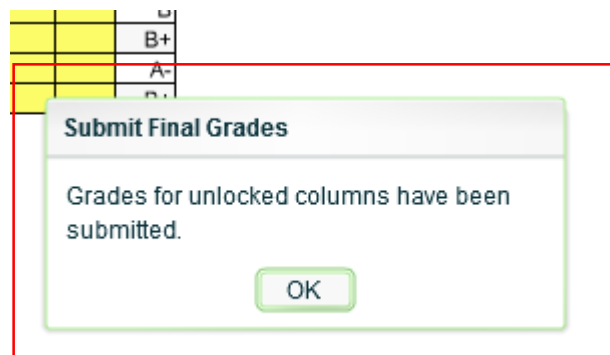 B+
A-
Submit Final Grades
Grades for unlocked columns have been
submitted.
OK